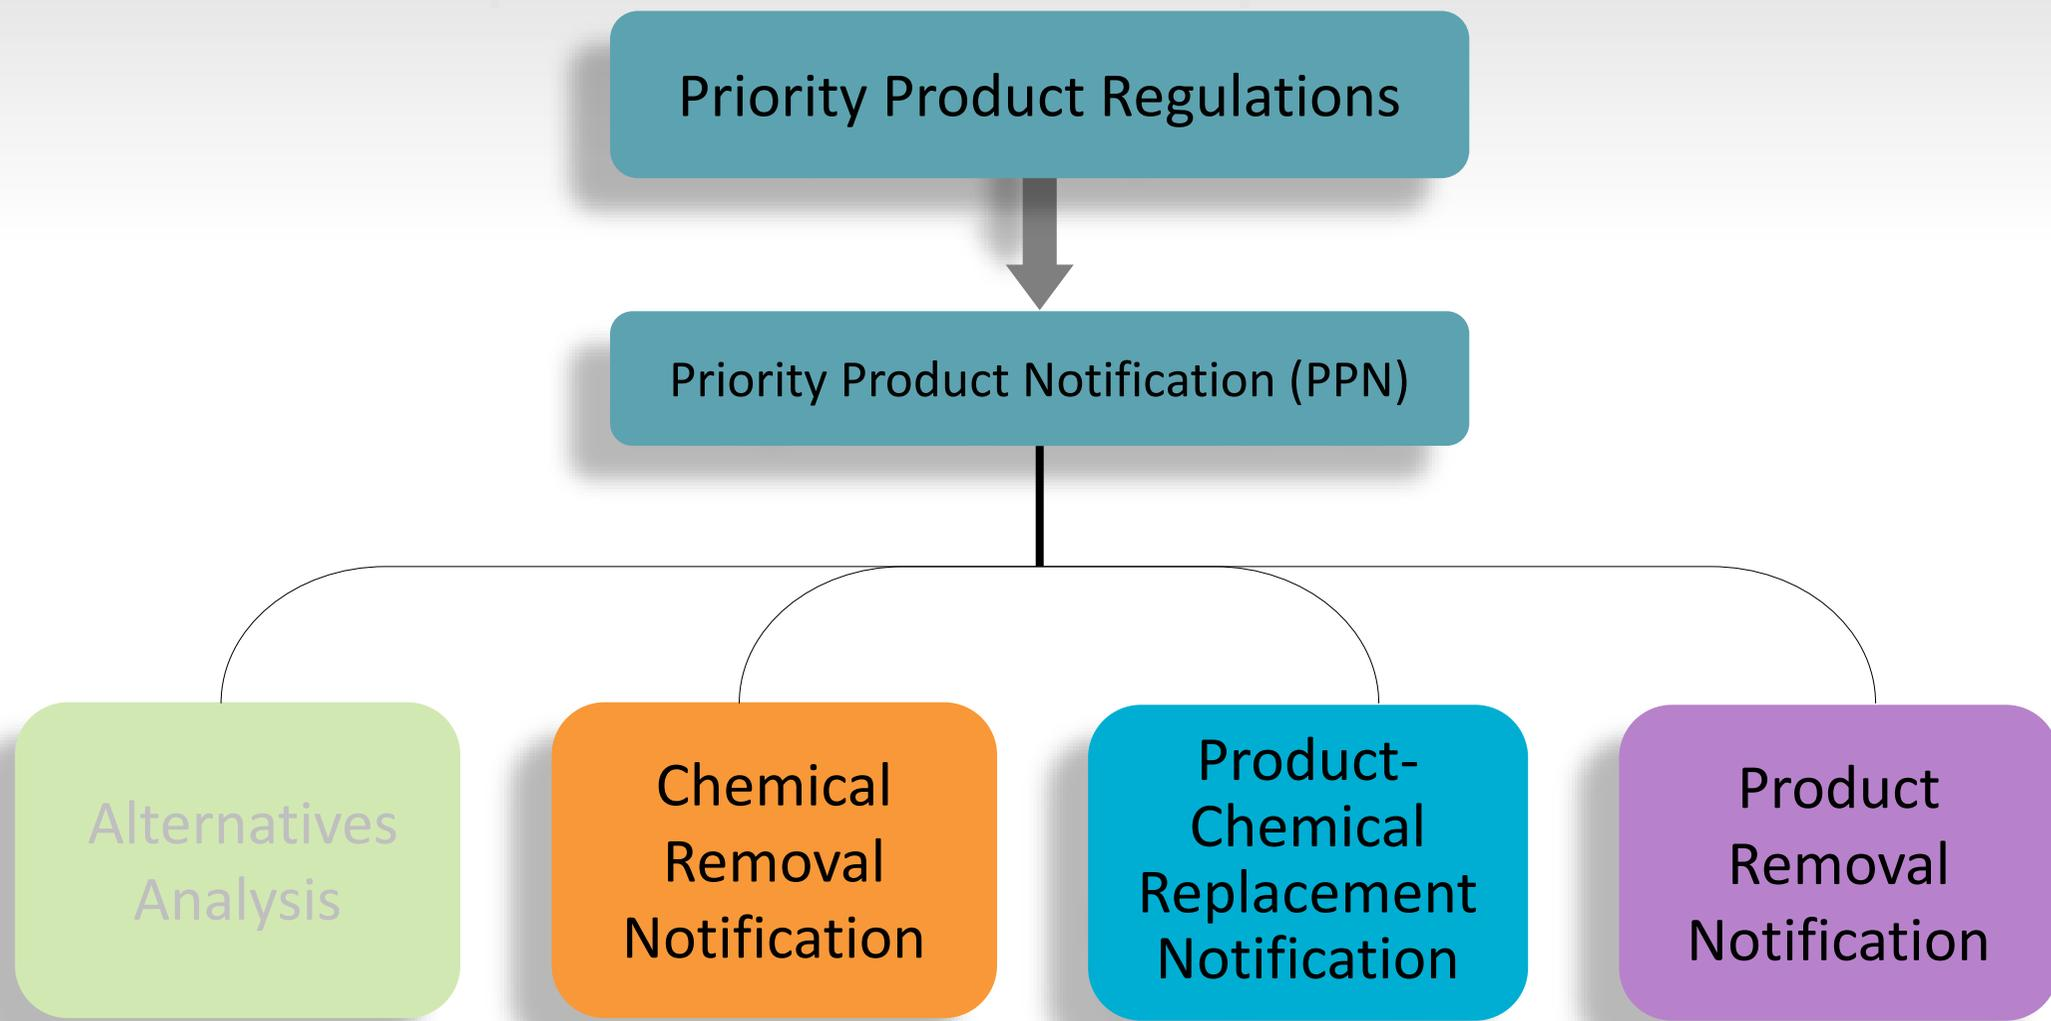 Priority Product Regulations
Priority Product Notification (PPN)
Alternatives
Analysis
Chemical
Removal
Notification
Product-
Chemical
Replacement
Notification
Product
Removal
Notification